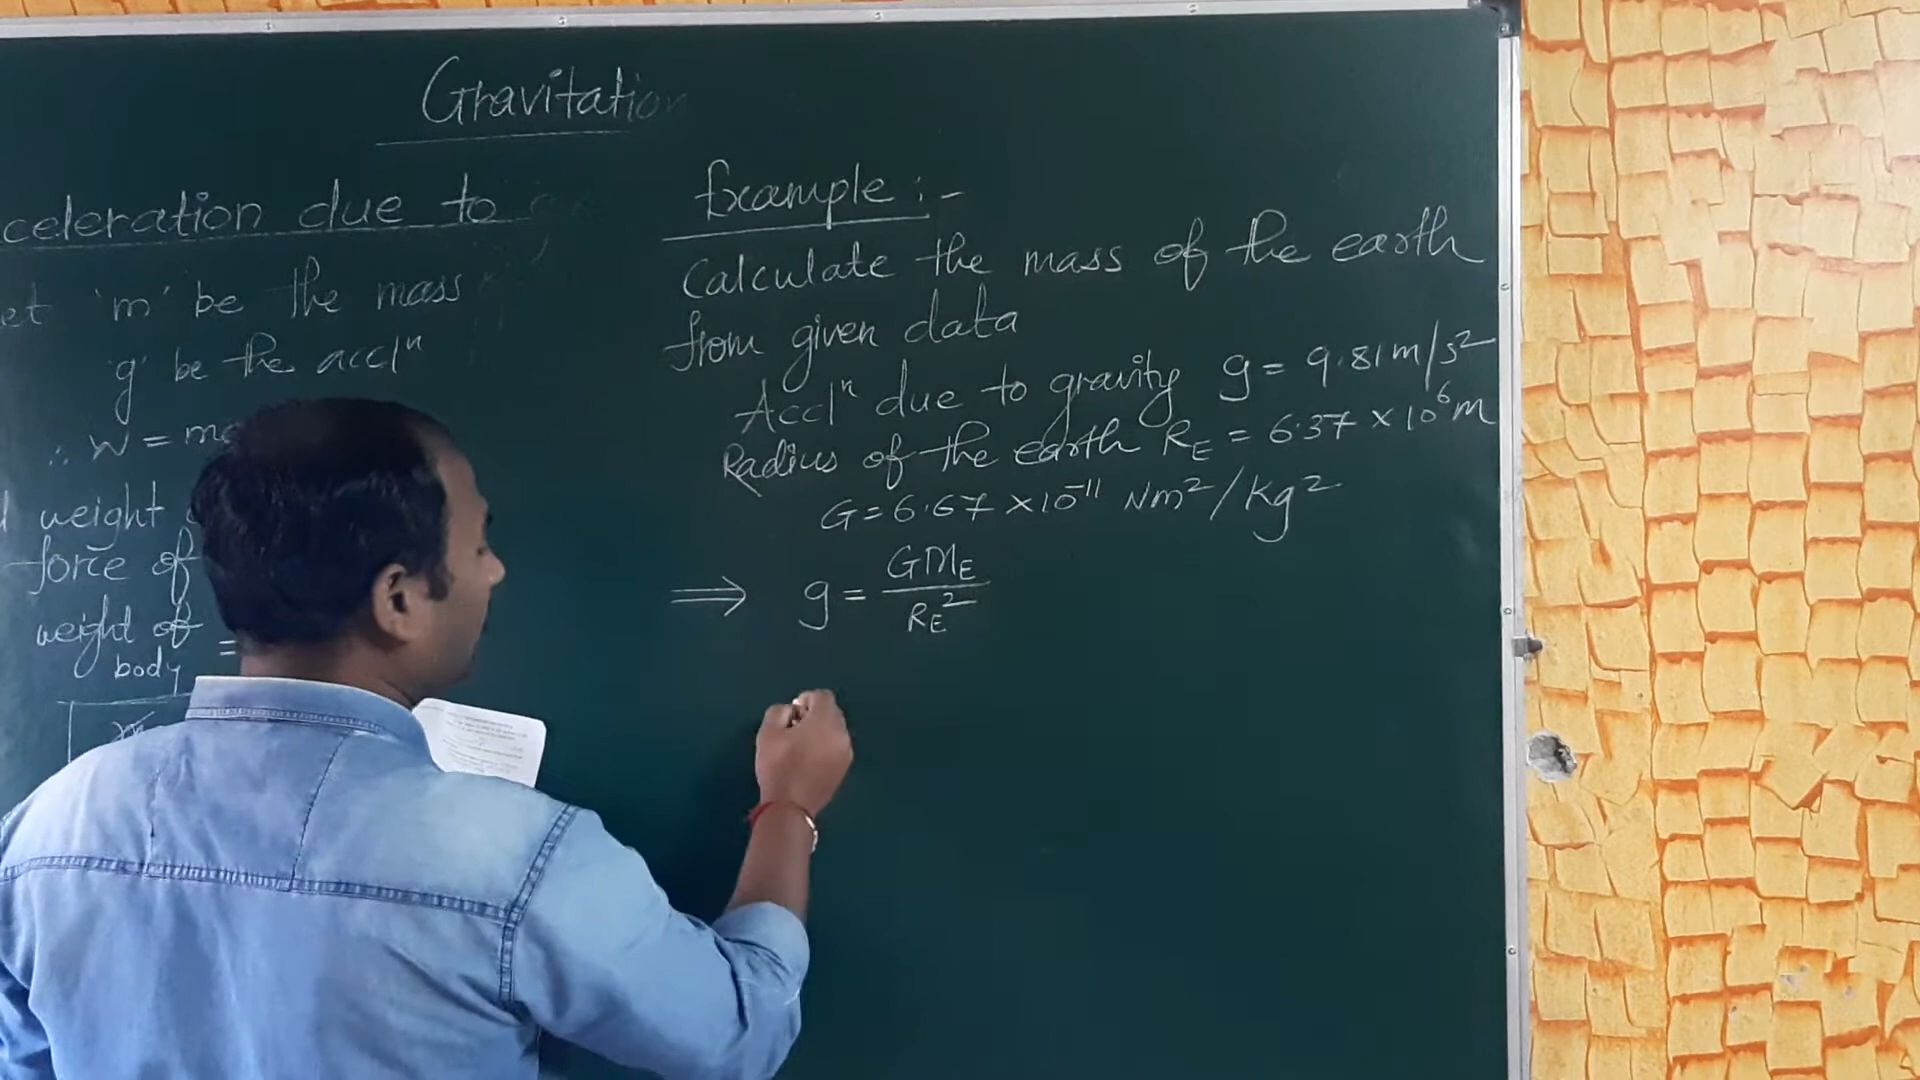 Gravitation
celeration due to
et 'm' be the mass
'g' be the accl^n
∴ W = m
weight
force of
weight of =
body
Example :-
Calculate the mass of the earth
from given data
Accl^n due to gravity g = 9.81 m/s²
Radius of the earth R_E = 6.37 × 10⁶ m
G = 6.67 × 10⁻¹¹ Nm²/Kg²
⟹ g = GM_E / R_E²